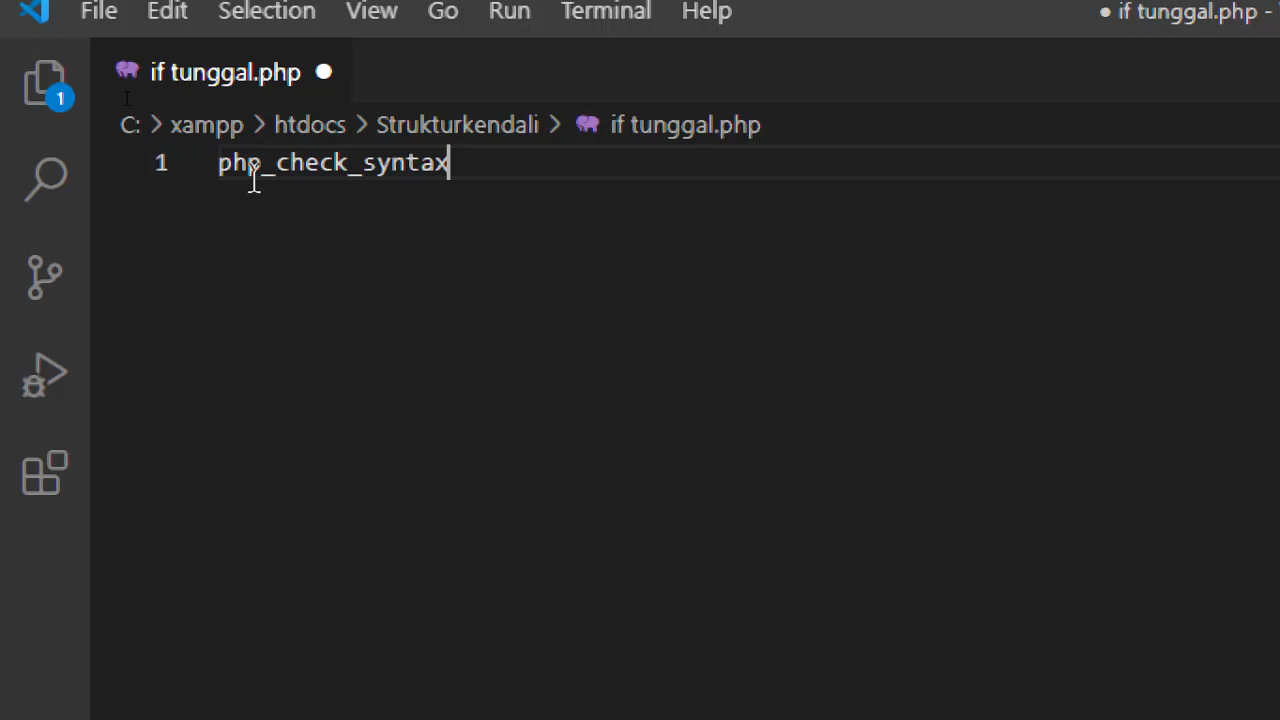 File Edit Selection View Go Run Terminal Help ● if tunggal.php -
if tunggal.php ●
C: > xampp > htdocs > Strukturkendali > if tunggal.php
1 php_check_syntax
1